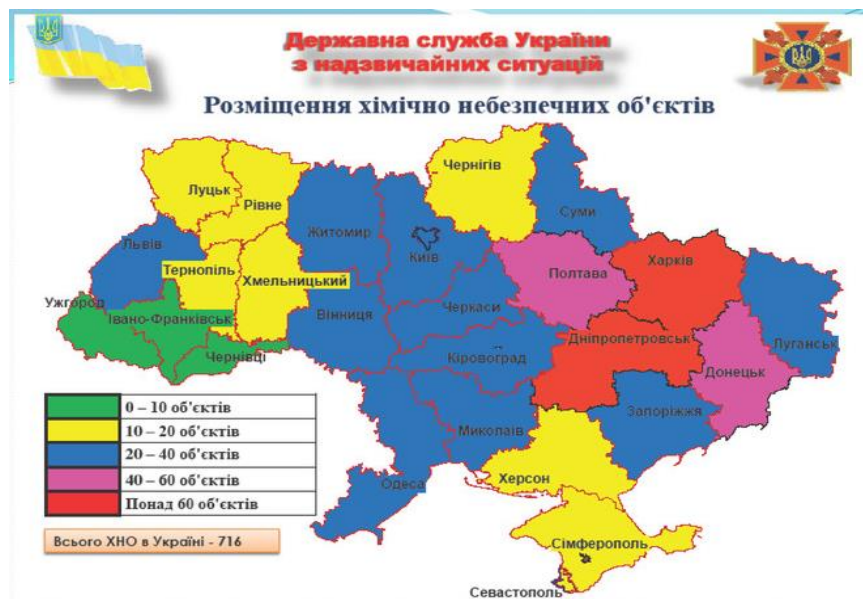 Державна служба України
з надзвичайних ситуацій
Розміщення хімічно небезпечних об'єктів
Чернігів
Луцьк
Рівне
Суми
Житомир
Київ
Львів
Харків
Тернопіль
Полтава
Хмельницький
Ужгород
Черкаси
Івано-Франківськ
Вінниця
Дніпропетровськ
Луганськ
Чернівці
Кіровоград
Донецьк
0 – 10 об'єктів
Запоріжжя
10 – 20 об'єктів
Миколаїв
20 – 40 об'єктів
Херсон
Одеса
40 – 60 об'єктів
Понад 60 об'єктів
Всього ХНО в Україні - 716
Сімферополь
Севастополь